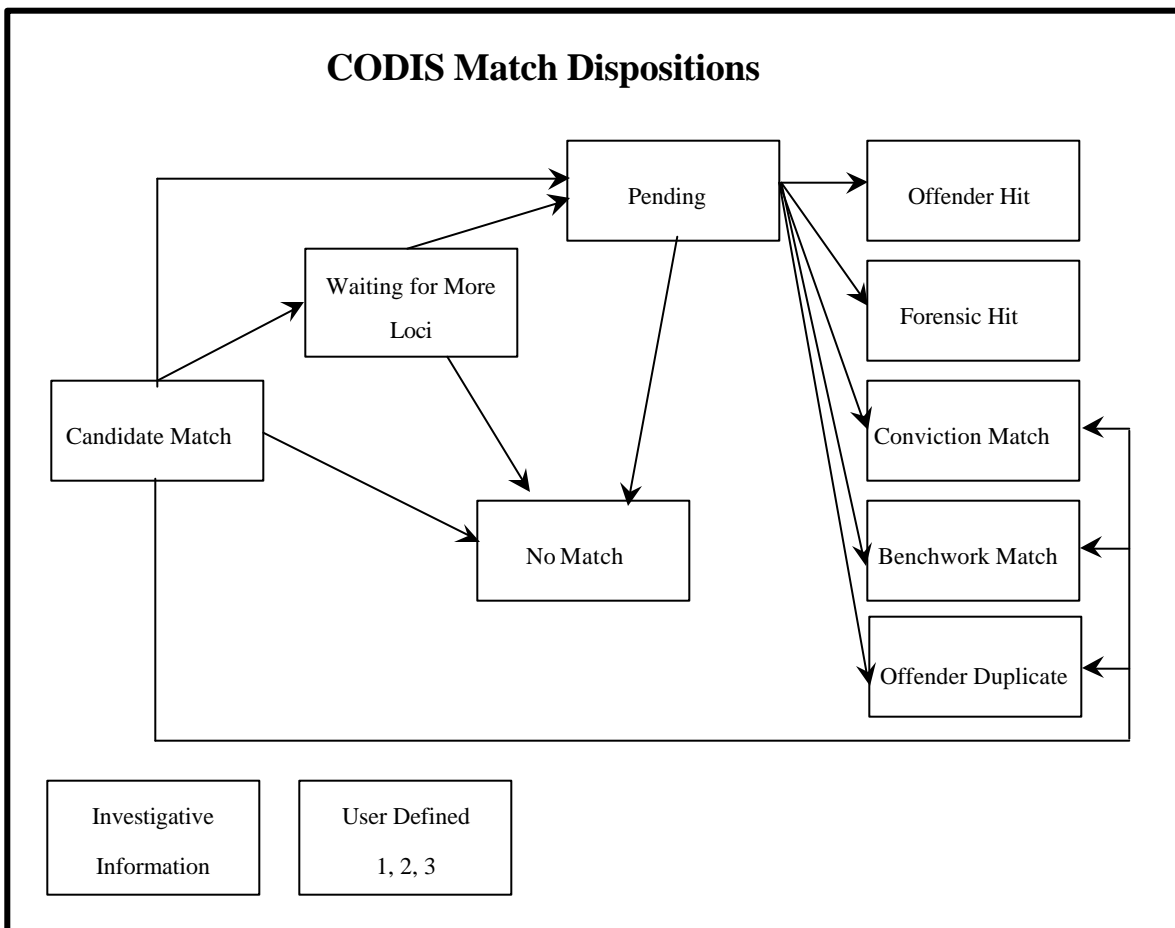 CODIS Match Dispositions
Pending
Offender Hit
Waiting for More
Loci
Forensic Hit
Candidate Match
Conviction Match
No Match
Benchwork Match
Offender Duplicate
Investigative
Information
User Defined
1, 2, 3